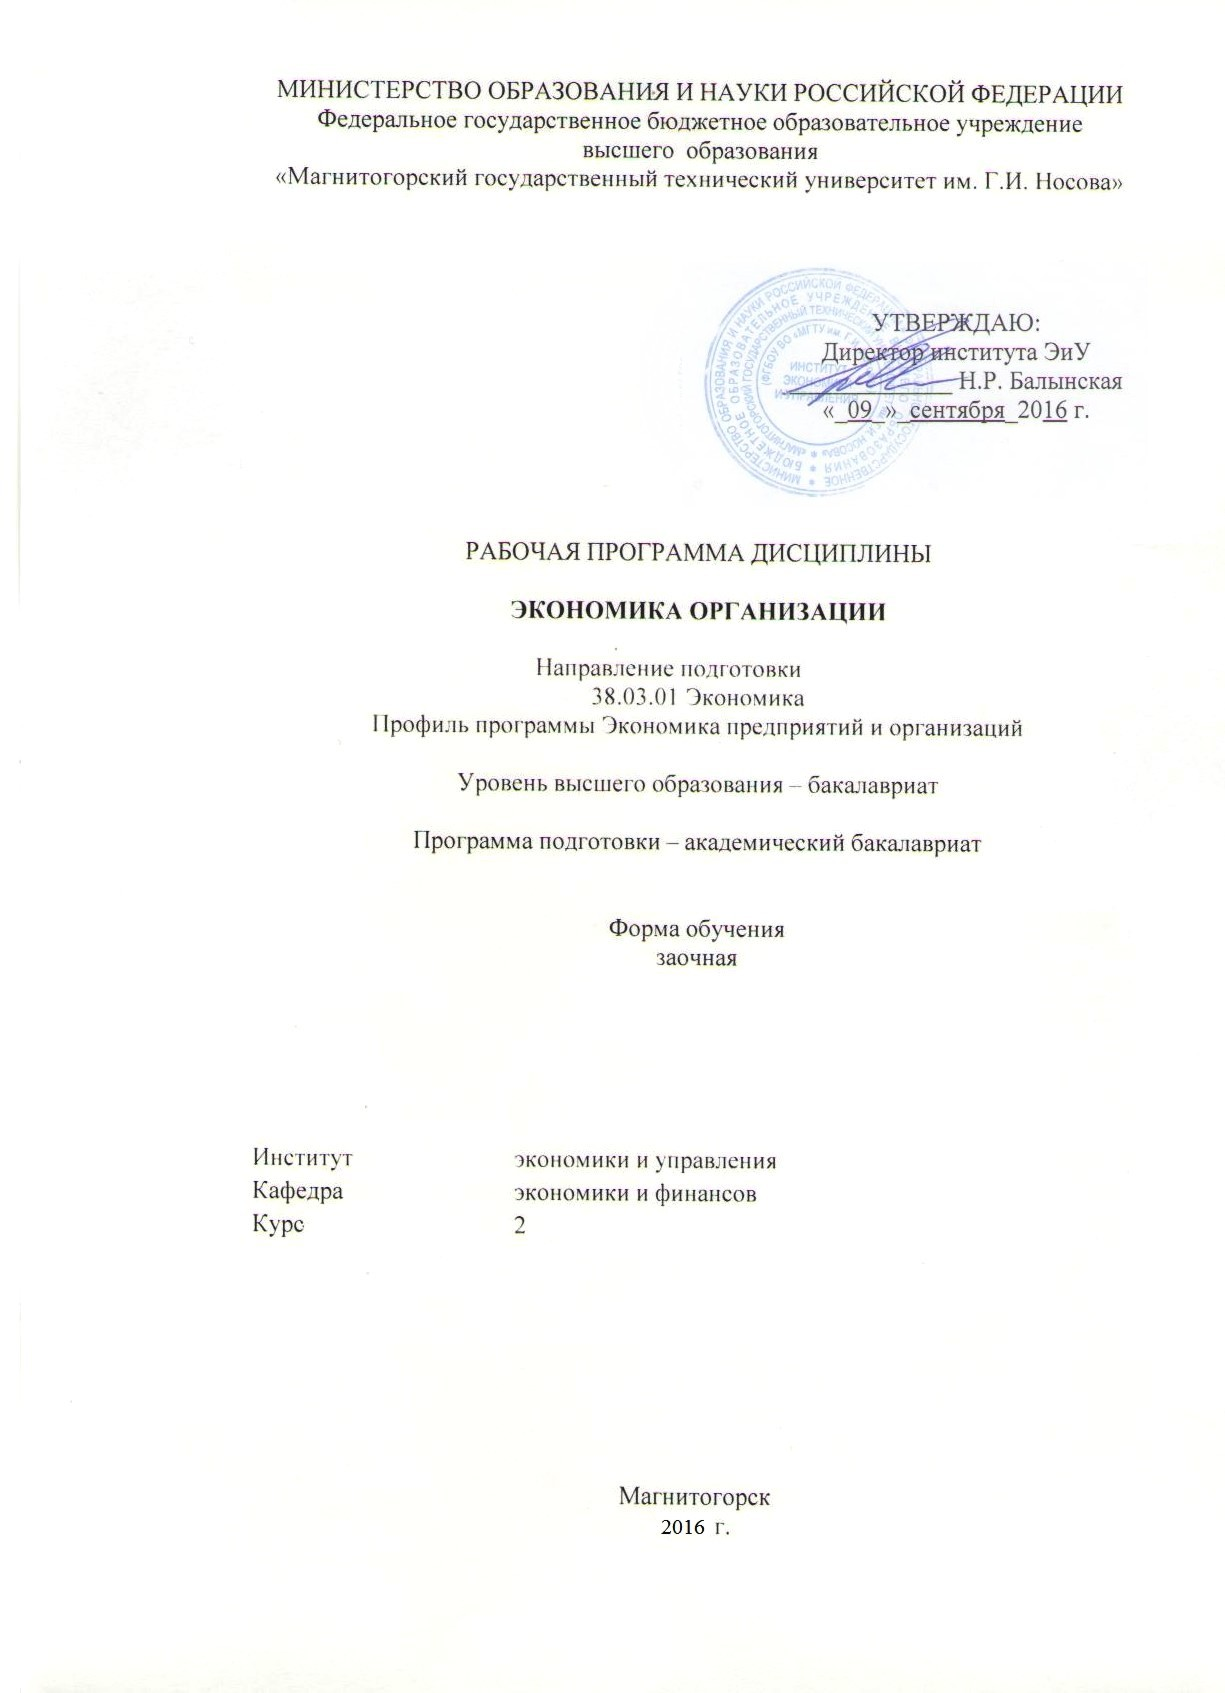 МИНИСТЕРСТВО ОБРАЗОВАНИЯ И НАУКИ РОССИЙСКОЙ ФЕДЕРАЦИИ
Федеральное государственное бюджетное образовательное учреждение
высшего образования
«Магнитогорский государственный технический университет им. Г.И. Носова»
УТВЕРЖДАЮ:
Директор института ЭиУ
Н.Р. Балынская
«_09_»_сентября_2016 г.
РАБОЧАЯ ПРОГРАММА ДИСЦИПЛИНЫ
ЭКОНОМИКА ОРГАНИЗАЦИИ
Направление подготовки
38.03.01 Экономика
Профиль программы Экономика предприятий и организаций
Уровень высшего образования – бакалавриат
Программа подготовки – академический бакалавриат
Форма обучения
заочная
Институт экономики и управления
Кафедра экономики и финансов
Курс 2
Магнитогорск
2016 г.